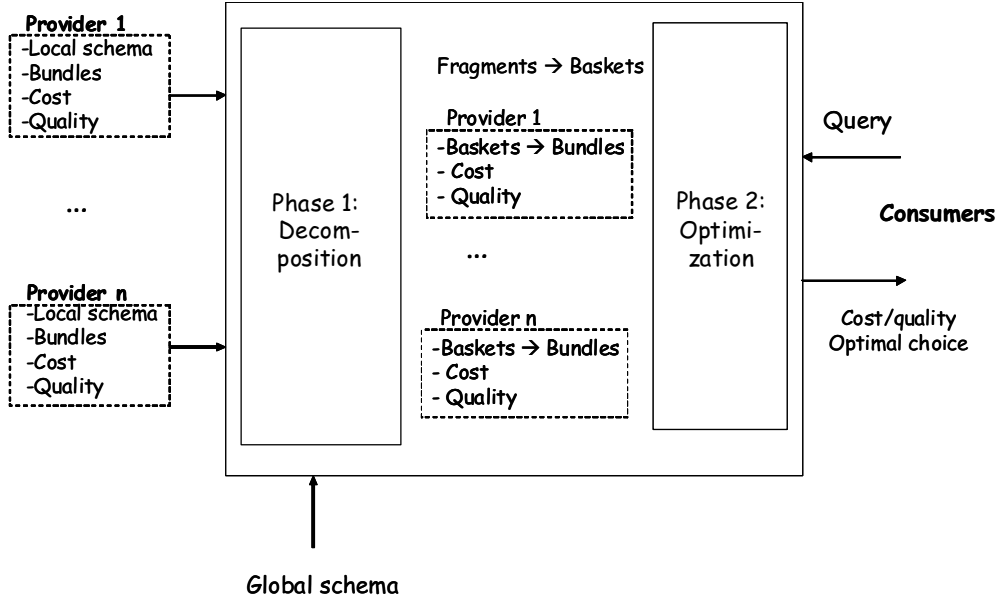 Provider 1
-Local schema
-Bundles
-Cost
-Quality
...
Provider n
-Local schema
-Bundles
-Cost
-Quality
Phase 1:
Decom-
position
Fragments → Baskets
Provider 1
-Baskets → Bundles
- Cost
- Quality
...
Provider n
-Baskets → Bundles
- Cost
- Quality
Phase 2:
Optimi-
zation
Query
Consumers
Cost/quality
Optimal choice
Global schema